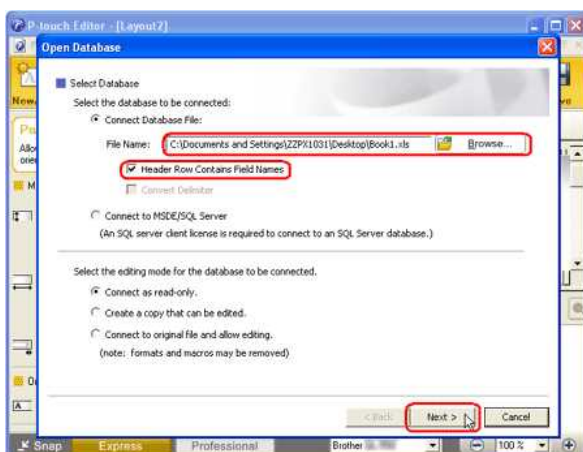 P-touch Editor - [Layout2]
Open Database
New
Select Database
Select the database to be connected:
Connect Database File:
File Name: C:\Documents and Settings\ZZPX1031\Desktop\Book1.xls Browse...
Header Row Contains Field Names
Convert Delimiter
Connect to MSDE/SQL Server
(An SQL server client license is required to connect to an SQL Server database.)
Select the editing mode for the database to be connected.
Connect as read-only.
Create a copy that can be edited.
Connect to original file and allow editing.
(note: formats and macros may be removed)
< Back Next > Cancel
Snap Express Professional Brother 100 %